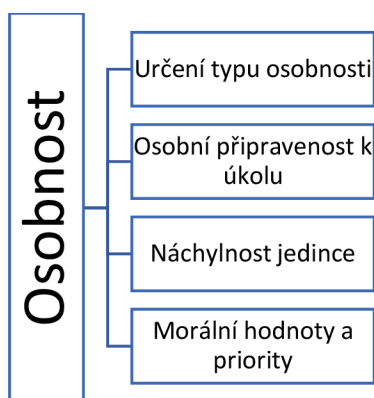 Osobnost
Určení typu osobnosti
Osobní připravenost k
úkolu
Náchylnost jedince
Morální hodnoty a
priority